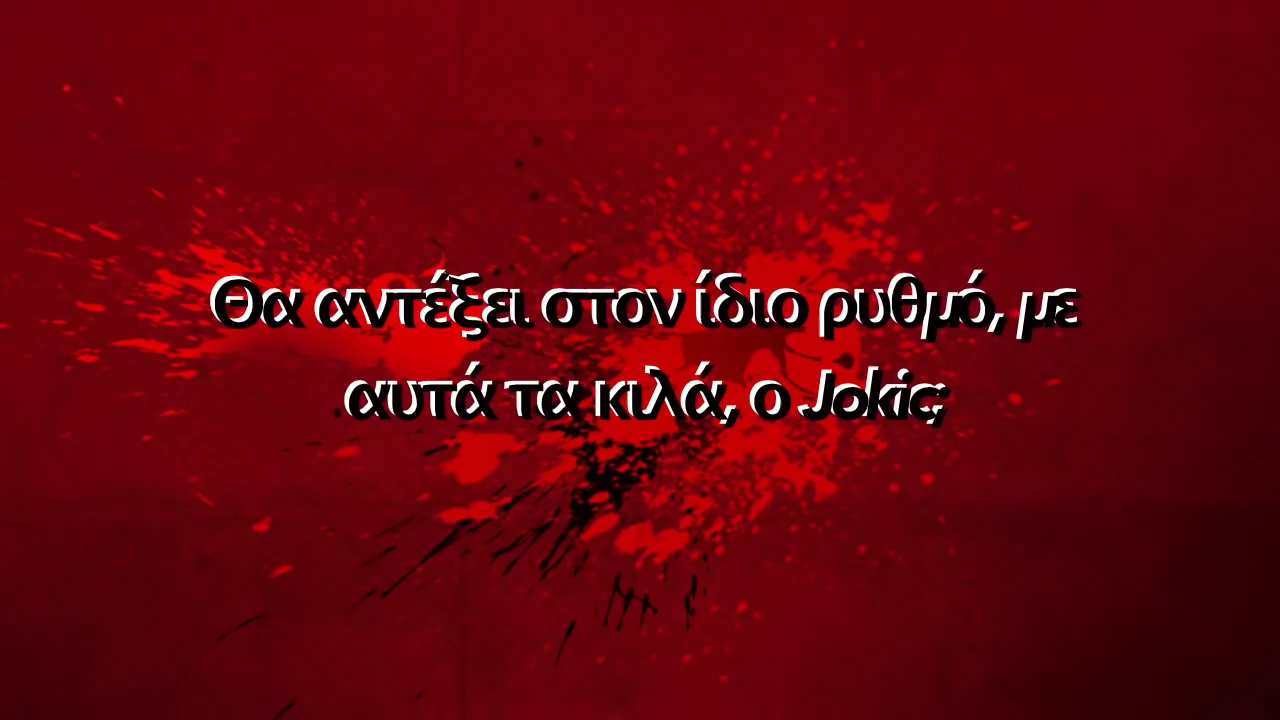 Θα αντέξει στον ίδιο ρυθμό, με
αυτά τα κιλά, ο Jokic;